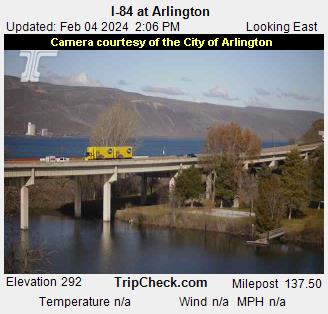 I-84 at Arlington
Updated: Feb 04 2024 2:06 PM Looking East
Camera courtesy of the City of Arlington
Elevation 292 TripCheck.com Milepost 137.50
Temperature n/a Wind n/a MPH n/a